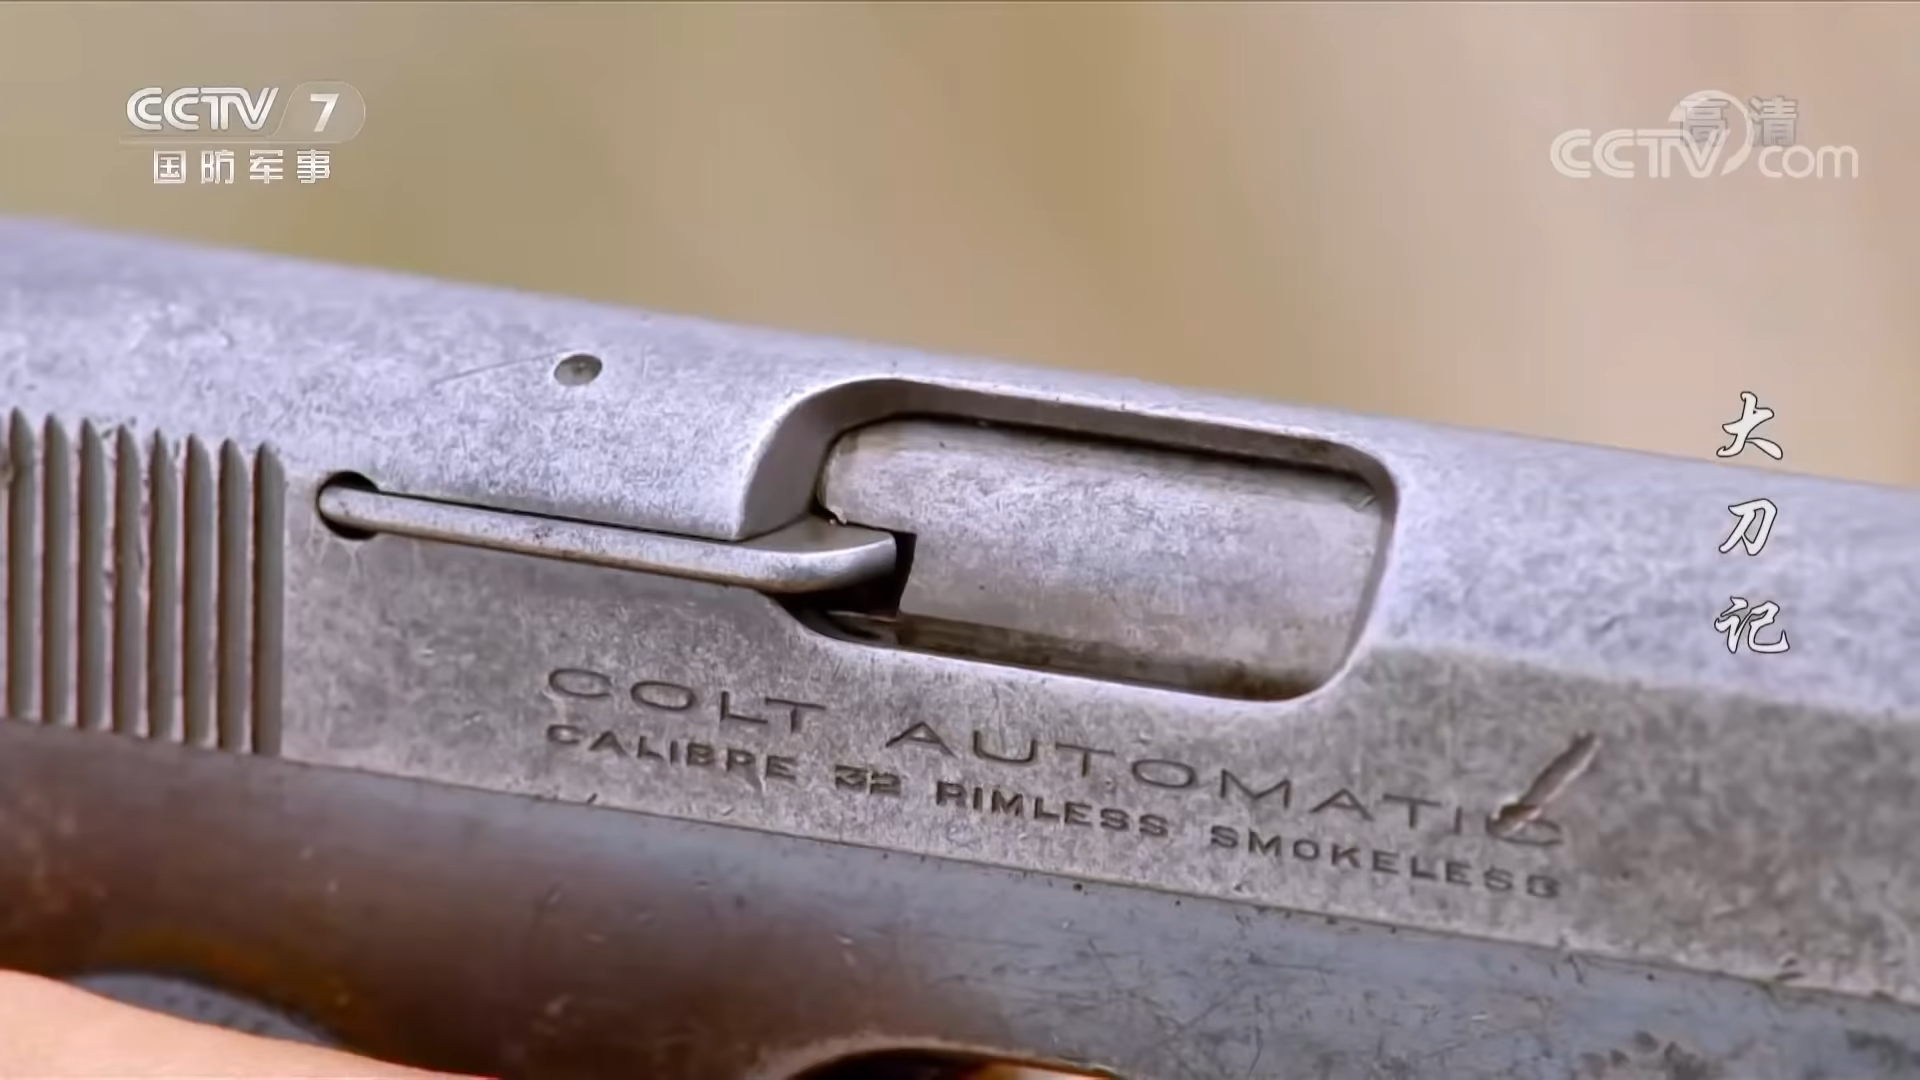 CCTV 7
国防军事
高清
CCTV.com
大刀记
COLT AUTOMATIC
CALIBRE 32 RIMLESS SMOKELESS